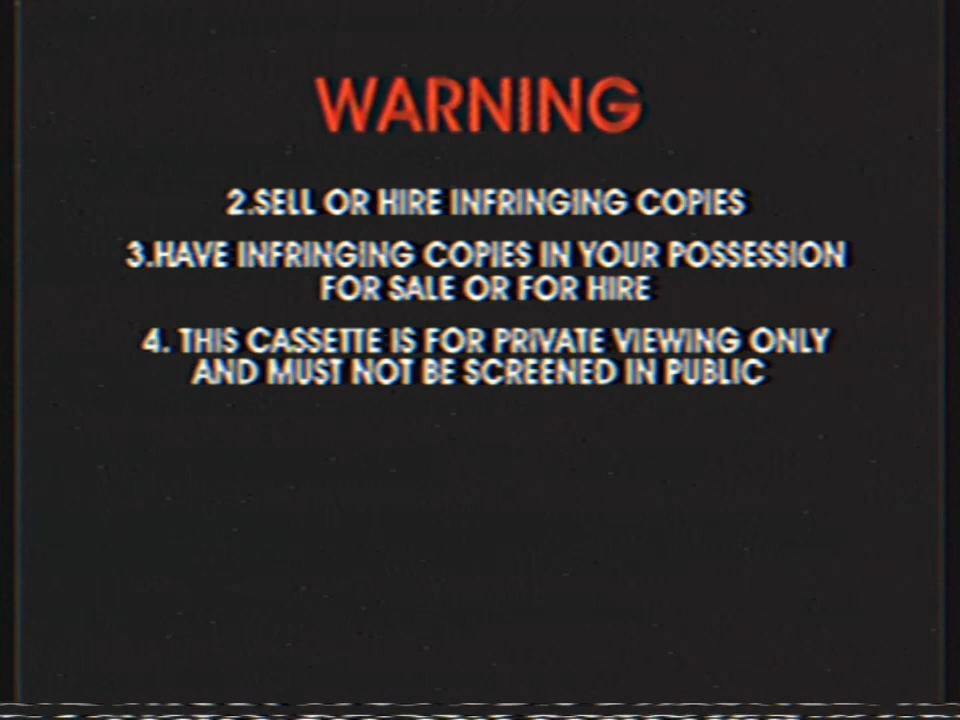 WARNING
2.SELL OR HIRE INFRINGING COPIES
3.HAVE INFRINGING COPIES IN YOUR POSSESSION
FOR SALE OR FOR HIRE
4. THIS CASSETTE IS FOR PRIVATE VIEWING ONLY
AND MUST NOT BE SCREENED IN PUBLIC